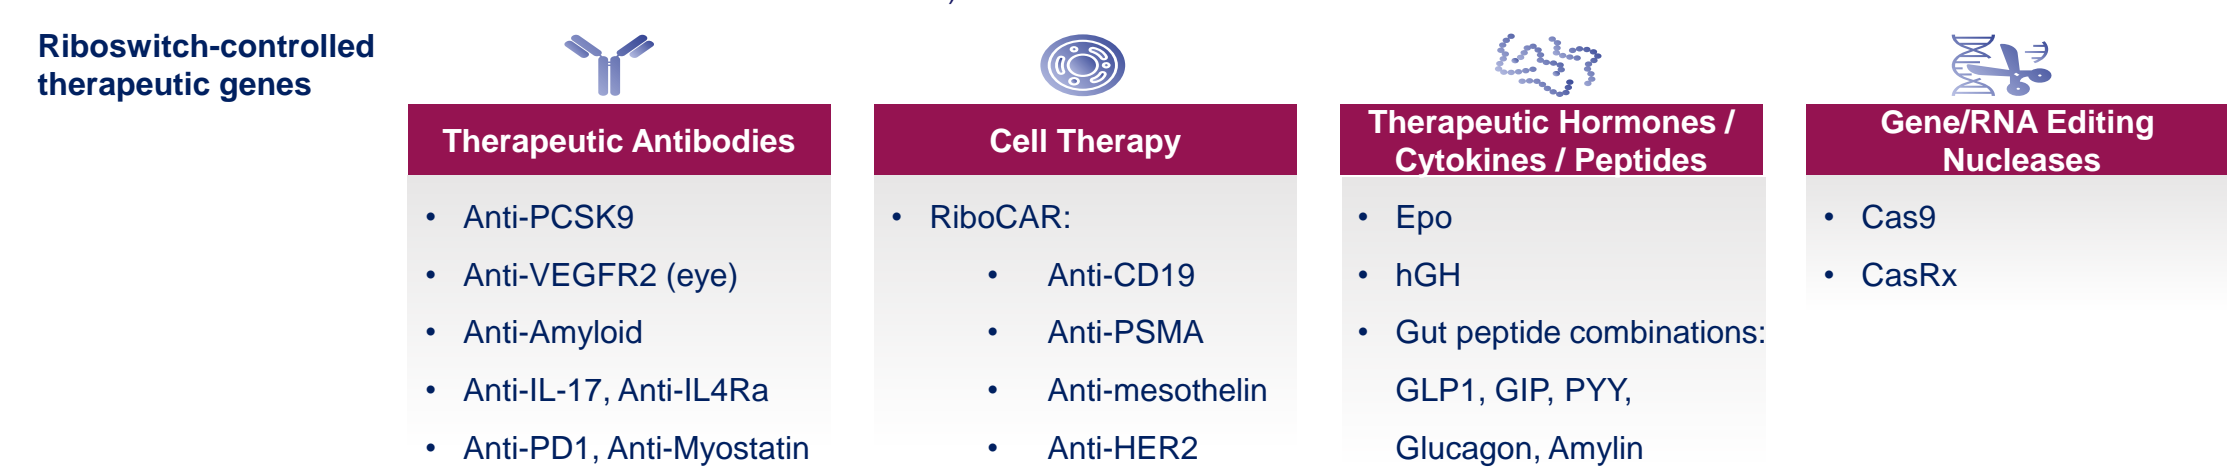 Riboswitch-controlled
therapeutic genes
Therapeutic Antibodies
• Anti-PCSK9
• Anti-VEGFR2 (eye)
• Anti-Amyloid
• Anti-IL-17, Anti-IL4Ra
• Anti-PD1, Anti-Myostatin
Cell Therapy
• RiboCAR:
• Anti-CD19
• Anti-PSMA
• Anti-mesothelin
• Anti-HER2
Therapeutic Hormones /
Cytokines / Peptides
• Epo
• hGH
• Gut peptide combinations:
GLP1, GIP, PYY,
Glucagon, Amylin
Gene/RNA Editing
Nucleases
• Cas9
• CasRx